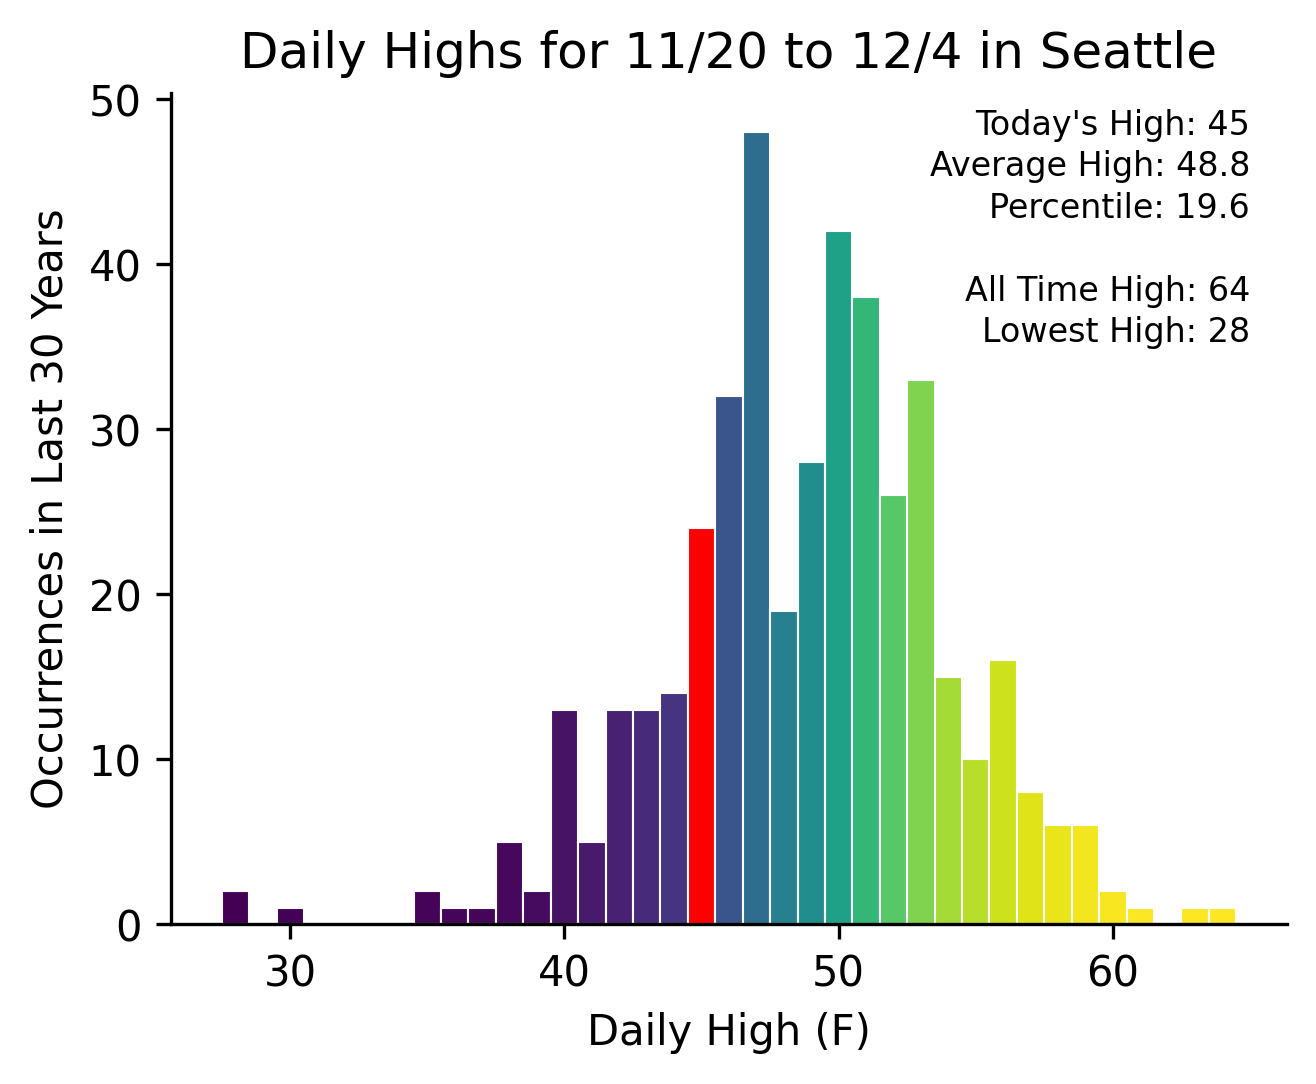 Daily Highs for 11/20 to 12/4 in Seattle
Today's High: 45
Average High: 48.8
Percentile: 19.6
All Time High: 64
Lowest High: 28
Occurrences in Last 30 Years
50
40
30
20
10
0
30
40
50
60
Daily High (F)